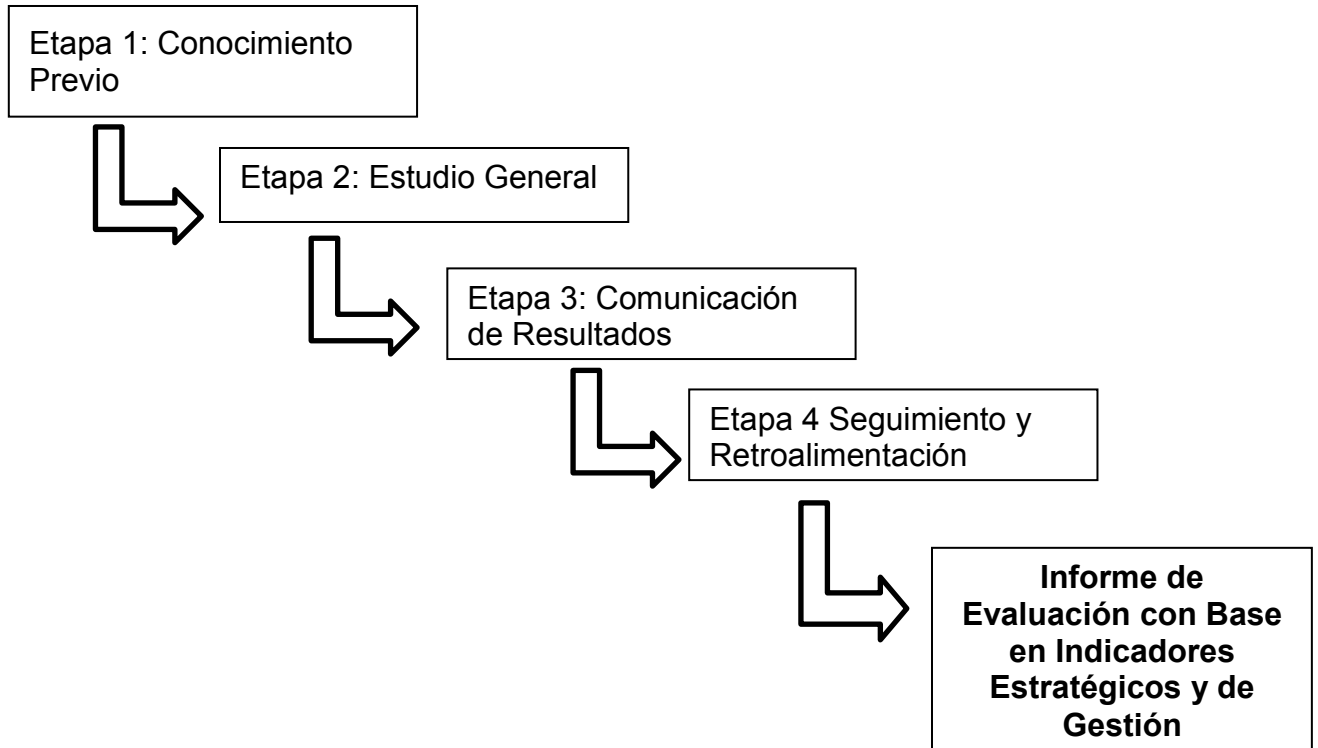 Etapa 1: Conocimiento
Previo
Etapa 2: Estudio General
Etapa 3: Comunicación
de Resultados
Etapa 4 Seguimiento y
Retroalimentación
Informe de
Evaluación con Base
en Indicadores
Estratégicos y de
Gestión